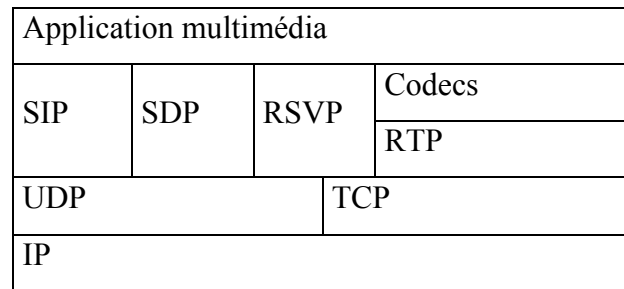 Application multimédia
SIP
SDP
RSVP
Codecs
RTP
UDP
TCP
IP